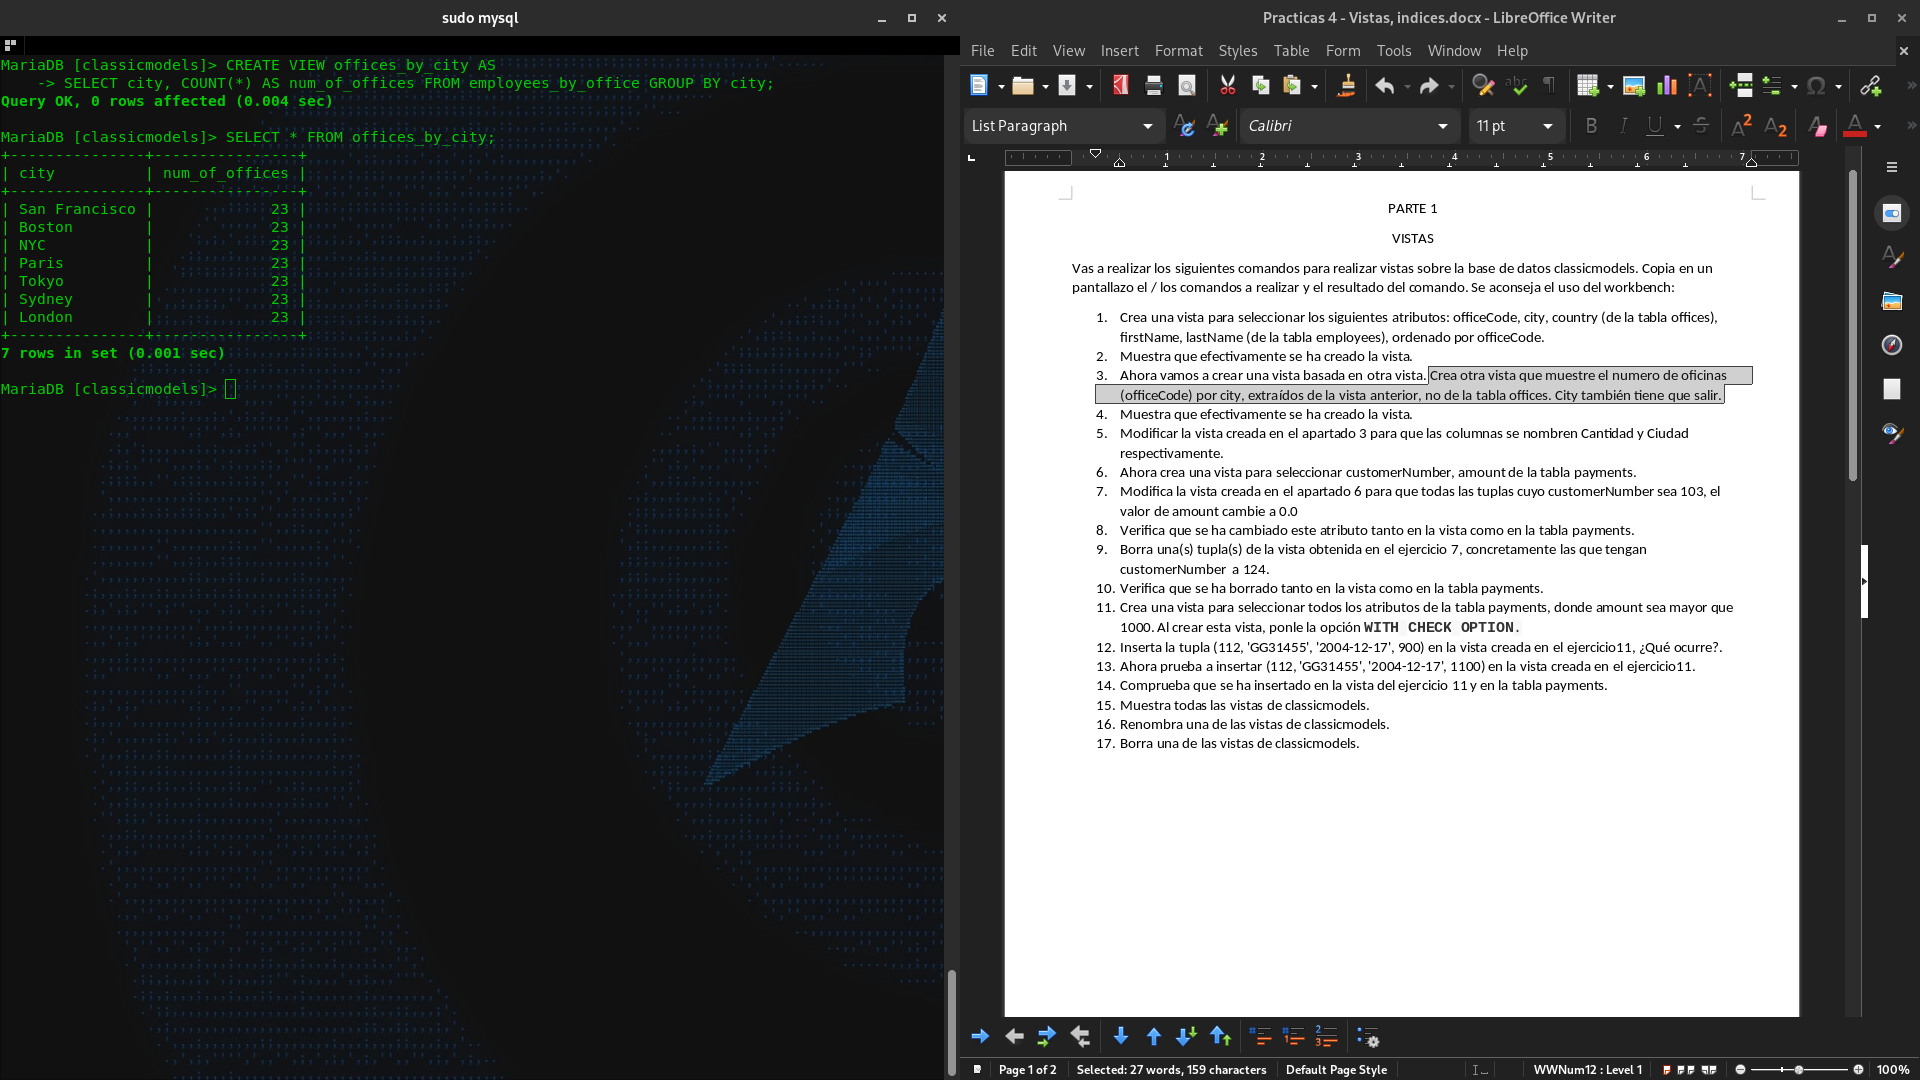 sudo mysql
MariaDB [classicmodels]> CREATE VIEW offices_by_city AS
    -> SELECT city, COUNT(*) AS num_of_offices FROM employees_by_office GROUP BY city;
Query OK, 0 rows affected (0.004 sec)
MariaDB [classicmodels]> SELECT * FROM offices_by_city;
+---------------+----------------+
| city          | num_of_offices |
+---------------+----------------+
| San Francisco |             23 |
| Boston        |             23 |
| NYC           |             23 |
| Paris         |             23 |
| Tokyo         |             23 |
| Sydney        |             23 |
| London        |             23 |
+---------------+----------------+
7 rows in set (0.001 sec)
MariaDB [classicmodels]>
Practicas 4 - Vistas, indices.docx - LibreOffice Writer
File Edit View Insert Format Styles Table Form Tools Window Help
List Paragraph Calibri 11 pt
1 2 3 4 5 6 7
PARTE 1
VISTAS
Vas a realizar los siguientes comandos para realizar vistas sobre la base de datos classicmodels. Copia en un
pantallazo el / los comandos a realizar y el resultado del comando. Se aconseja el uso del workbench:
1. Crea una vista para seleccionar los siguientes atributos: officeCode, city, country (de la tabla offices),
firstName, lastName (de la tabla employees), ordenado por officeCode.
2. Muestra que efectivamente se ha creado la vista.
3. Ahora vamos a crear una vista basada en otra vista. Crea otra vista que muestre el numero de oficinas
(officeCode) por city, extraídos de la vista anterior, no de la tabla offices. City también tiene que salir.
4. Muestra que efectivamente se ha creado la vista.
5. Modificar la vista creada en el apartado 3 para que las columnas se nombren Cantidad y Ciudad
respectivamente.
6. Ahora crea una vista para seleccionar customerNumber, amount de la tabla payments.
7. Modifica la vista creada en el apartado 6 para que todas las tuplas cuyo customerNumber sea 103, el
valor de amount cambie a 0.0
8. Verifica que se ha cambiado este atributo tanto en la vista como en la tabla payments.
9. Borra una(s) tupla(s) de la vista obtenida en el ejercicio 7, concretamente las que tengan
customerNumber a 124.
10. Verifica que se ha borrado tanto en la vista como en la tabla payments.
11. Crea una vista para seleccionar todos los atributos de la tabla payments, donde amount sea mayor que
1000. Al crear esta vista, ponle la opción WITH CHECK OPTION.
12. Inserta la tupla (112, 'GG31455', '2004-12-17', 900) en la vista creada en el ejercicio11, ¿Qué ocurre?.
13. Ahora prueba a insertar (112, 'GG31455', '2004-12-17', 1100) en la vista creada en el ejercicio11.
14. Comprueba que se ha insertado en la vista del ejercicio 11 y en la tabla payments.
15. Muestra todas las vistas de classicmodels.
16. Renombra una de las vistas de classicmodels.
17. Borra una de las vistas de classicmodels.
Page 1 of 2 Selected: 27 words, 159 characters Default Page Style WWNum12 : Level 1 100%